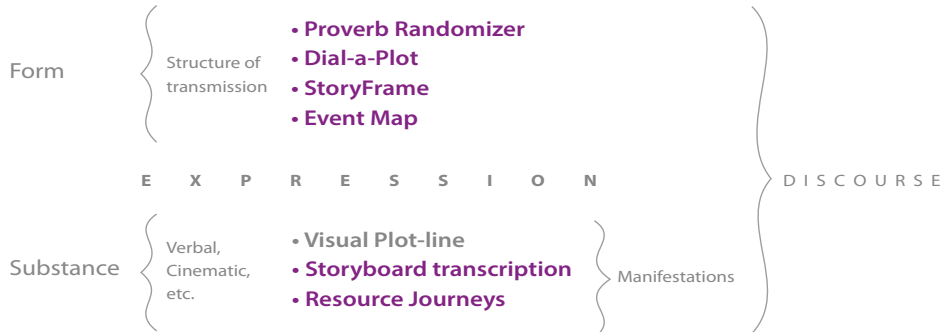 Form
Structure of
transmission
• Proverb Randomizer
• Dial-a-Plot
• StoryFrame
• Event Map
EXPRESSION
DISCOURSE
Substance
Verbal,
Cinematic,
etc.
• Visual Plot-line
• Storyboard transcription
• Resource Journeys
Manifestations